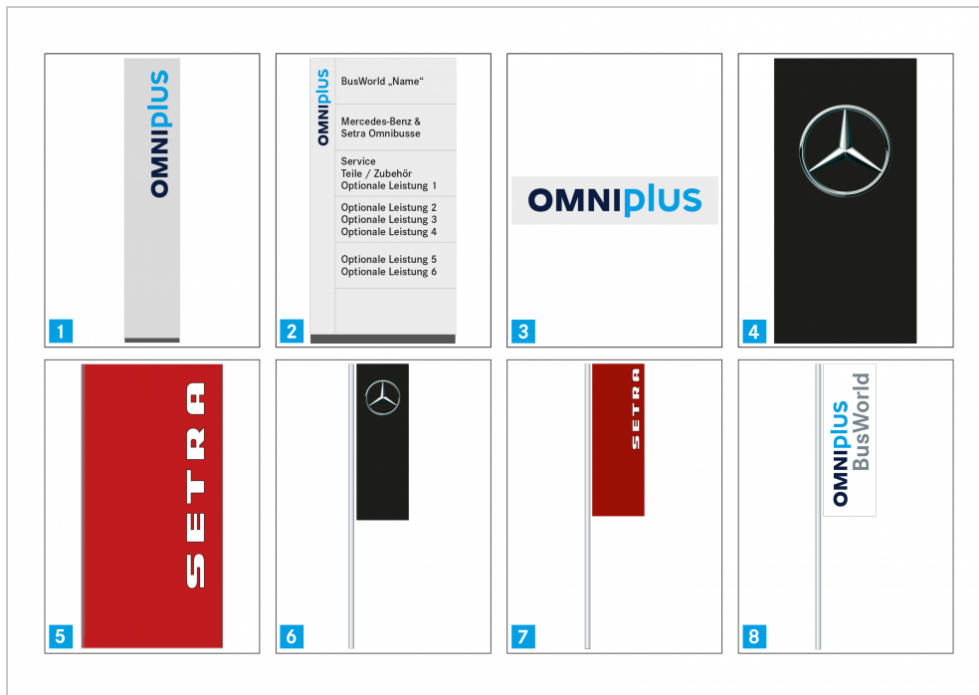 OMNIplus
1
OMNIplus
BusWorld „Name“
Mercedes-Benz &
Setra Omnibusse
Service
Teile / Zubehör
Optionale Leistung 1
Optionale Leistung 2
Optionale Leistung 3
Optionale Leistung 4
Optionale Leistung 5
Optionale Leistung 6
2
OMNIplus
3
4
SETRA
5
6
SETRA
7
OMNIplus
BusWorld
8